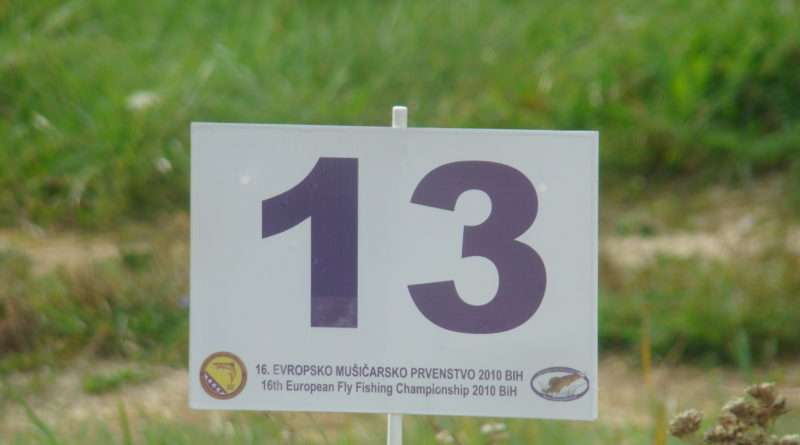 13
16. EVROPSKO MUŠIČARSKO PRVENSTVO 2010 BIH
16th European Fly Fishing Championship 2010 BiH